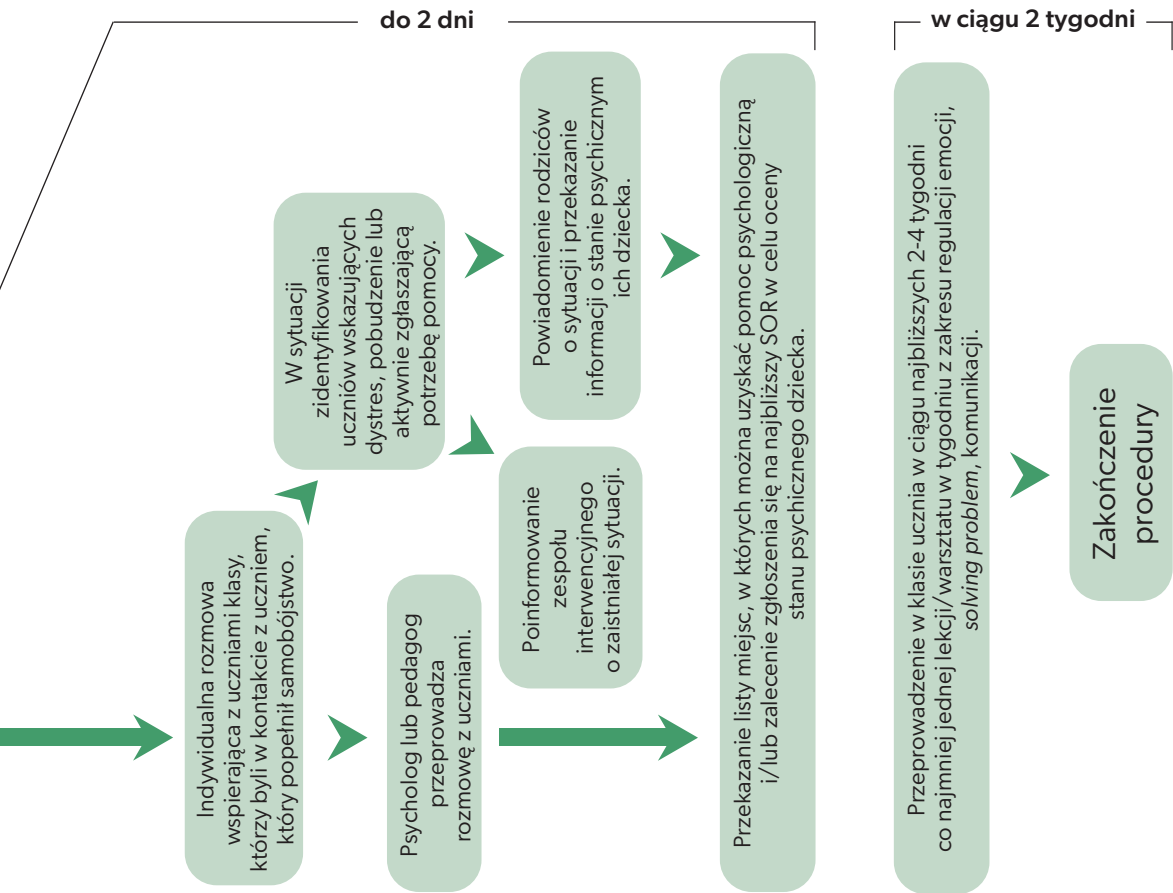 do 2 dni
w ciągu 2 tygodni
Indywidualna rozmowa
wspierająca z uczniami klasy,
którzy byli w kontakcie z uczniem,
który popełnił samobójstwo.
W sytuacji
zidentyfikowania
uczniów wskazujących
dystres, pobudzenie lub
aktywnie zgłaszającą
potrzebę pomocy.
Psycholog lub pedagog
przeprowadza
rozmowę z uczniami.
Poinformowanie
zespołu
interwencyjnego
o zaistniałej sytuacji.
Powiadomienie rodziców
o sytuacji i przekazanie
informacji o stanie psychicznym
ich dziecka.
Przekazanie listy miejsc, w których można uzyskać pomoc psychologiczną
i/lub zalecenie zgłoszenia się na najbliższy SOR w celu oceny
stanu psychicznego dziecka.
Przeprowadzenie w klasie ucznia w ciągu najbliższych 2-4 tygodni
co najmniej jednej lekcji/warsztatu w tygodniu z zakresu regulacji emocji,
solving problem, komunikacji.
Zakończenie
procedury